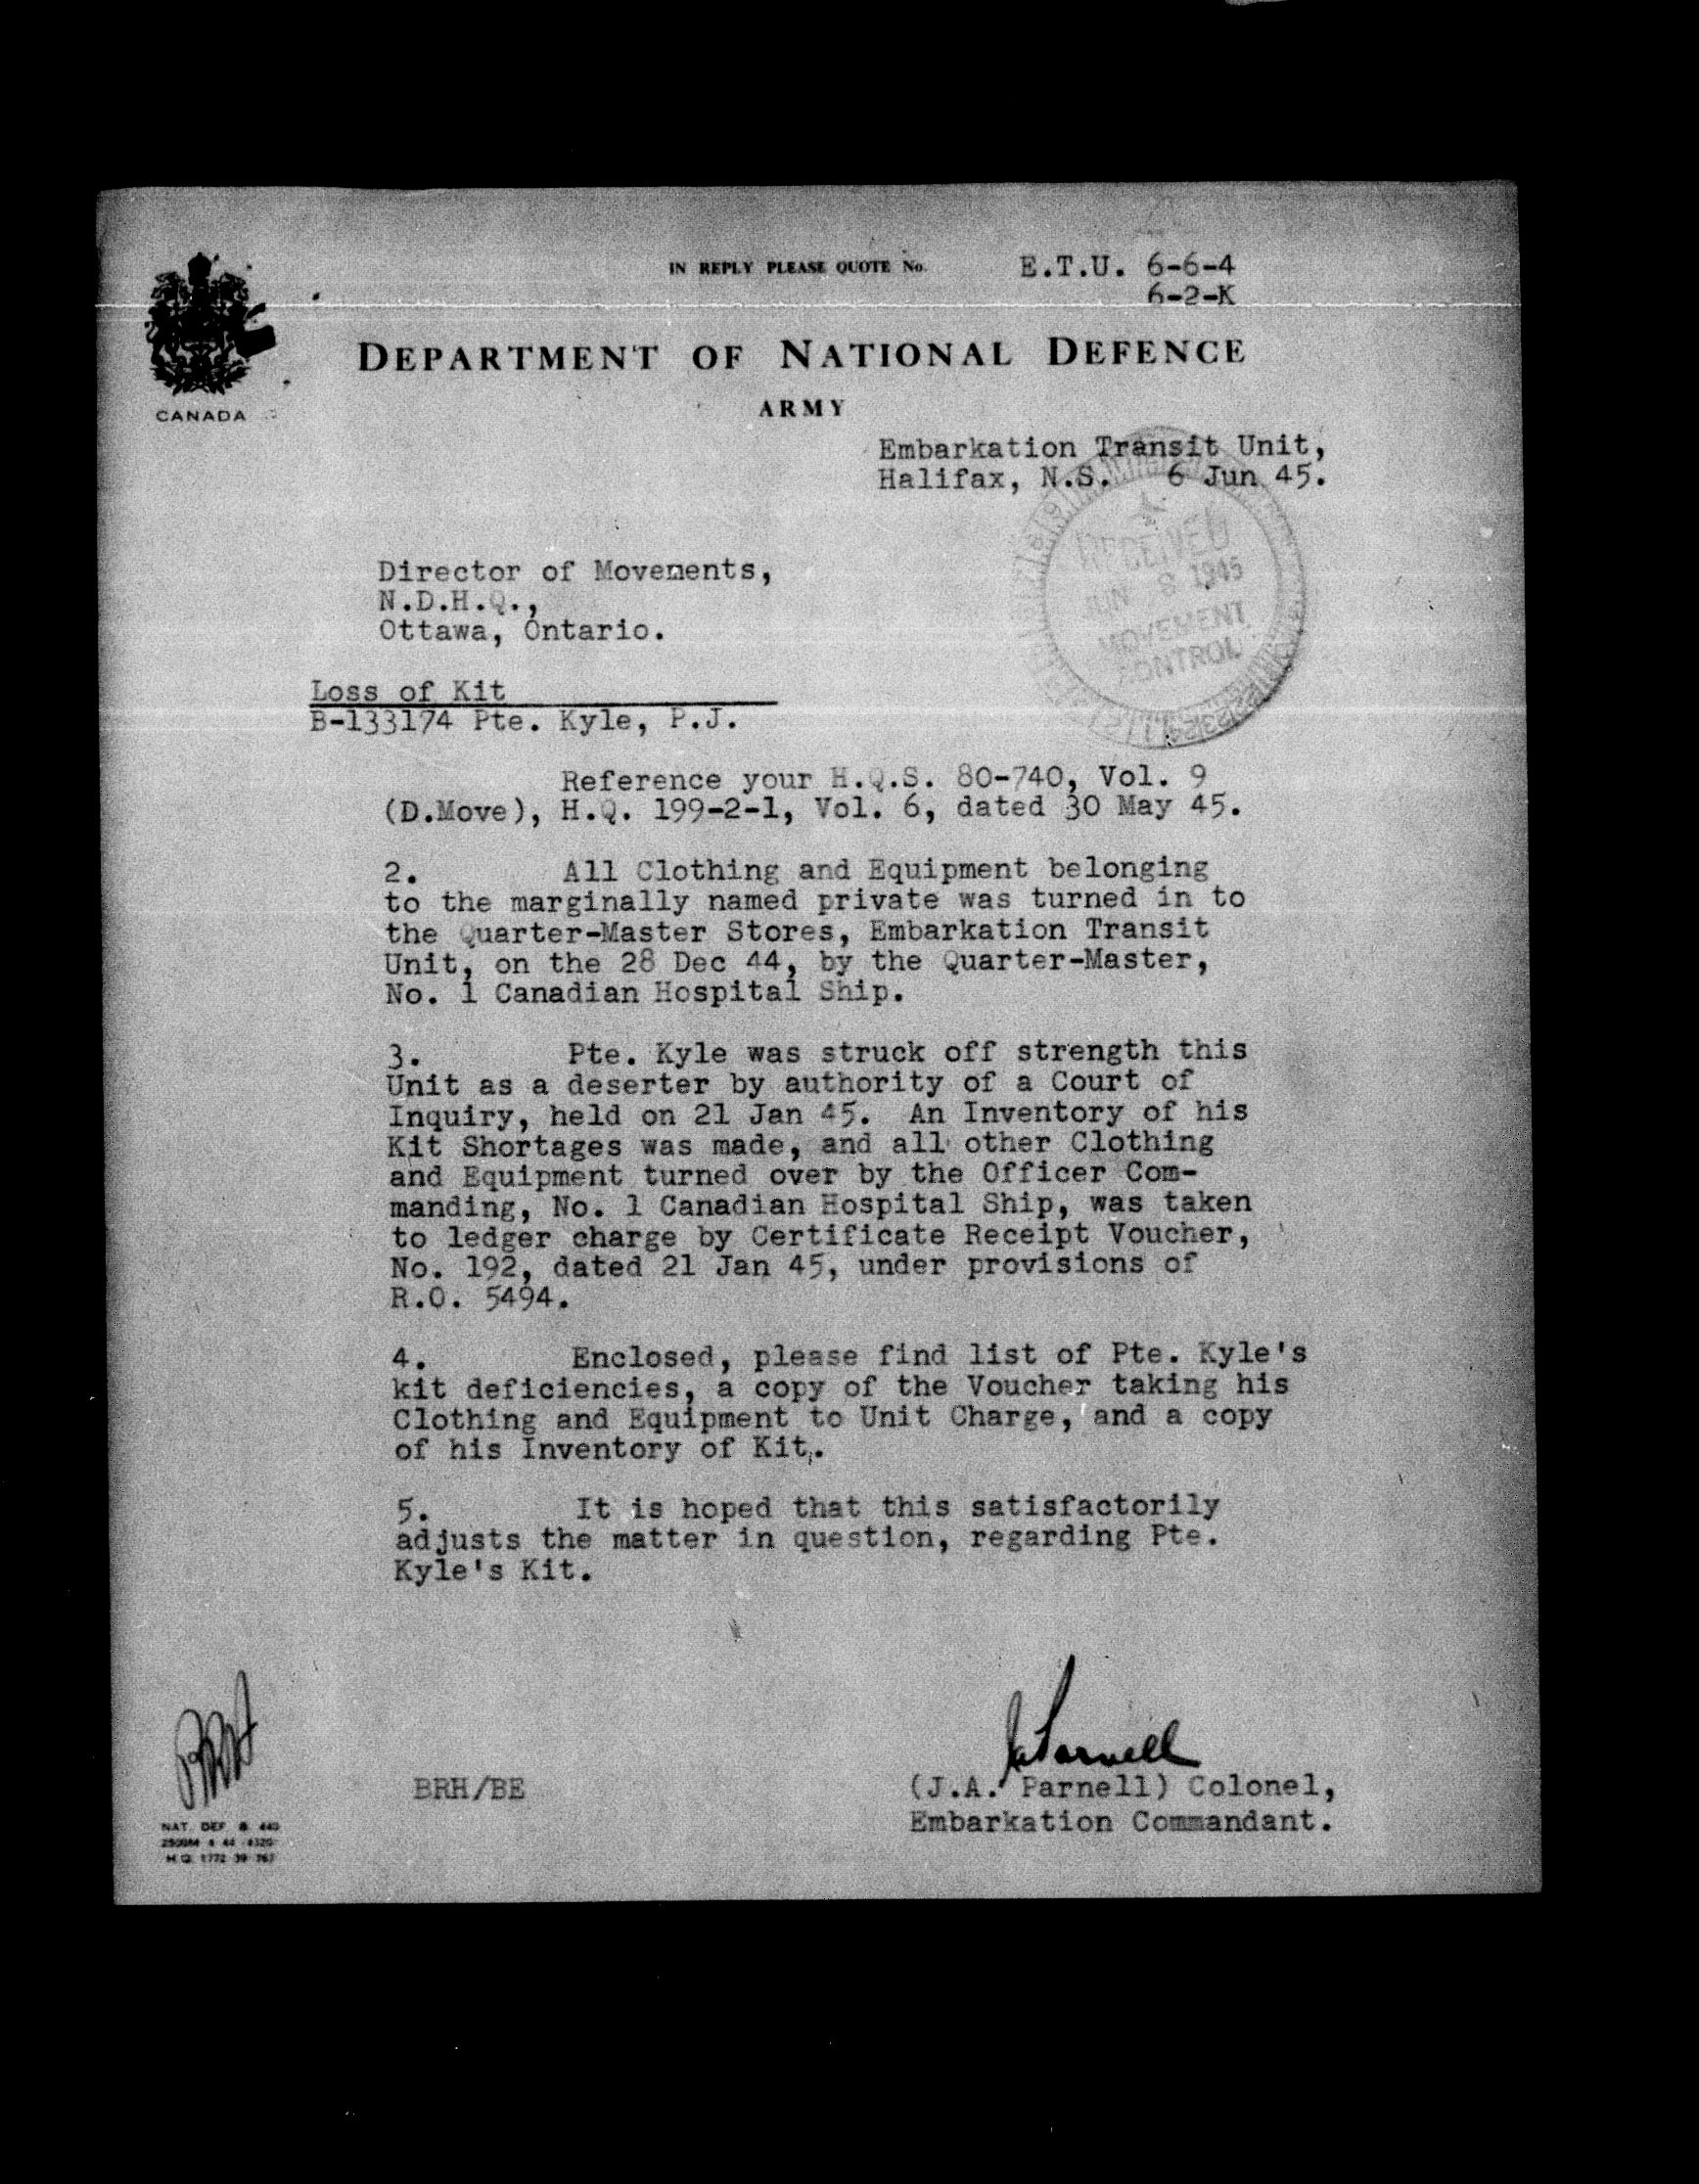 IN REPLY PLEASE QUOTE No. E.T.U. 6-6-4
6-2-K
DEPARTMENT OF NATIONAL DEFENCE
ARMY
CANADA
Embarkation Transit Unit,
Halifax, N.S. 6 Jun 45.
RECEIVED
JUN 8 1945
MOVEMENT
CONTROL
Director of Movements,
N.D.H.Q.,
Ottawa, Ontario.
Loss of Kit
B-133174 Pte. Kyle, P.J.
Reference your H.Q.S. 80-740, Vol. 9
(D.Move), H.Q. 199-2-1, Vol. 6, dated 30 May 45.
2. All Clothing and Equipment belonging
to the marginally named private was turned in to
the Quarter-Master Stores, Embarkation Transit
Unit, on the 28 Dec 44, by the Quarter-Master,
No. 1 Canadian Hospital Ship.
3. Pte. Kyle was struck off strength this
Unit as a deserter by authority of a Court of
Inquiry, held on 21 Jan 45. An Inventory of his
Kit Shortages was made, and all other Clothing
and Equipment turned over by the Officer Com-
manding, No. 1 Canadian Hospital Ship, was taken
to ledger charge by Certificate Receipt Voucher,
No. 192, dated 21 Jan 45, under provisions of
R.O. 5494.
4. Enclosed, please find list of Pte. Kyle's
kit deficiencies, a copy of the Voucher taking his
Clothing and Equipment to Unit Charge, and a copy
of his Inventory of Kit,.
5. It is hoped that this satisfactorily
adjusts the matter in question, regarding Pte.
Kyle's Kit.
JAParnell
BRH/BE (J.A. Parnell) Colonel,
Embarkation Commandant.
NAT. DEF. B. 440
H.Q. 1772-39-767